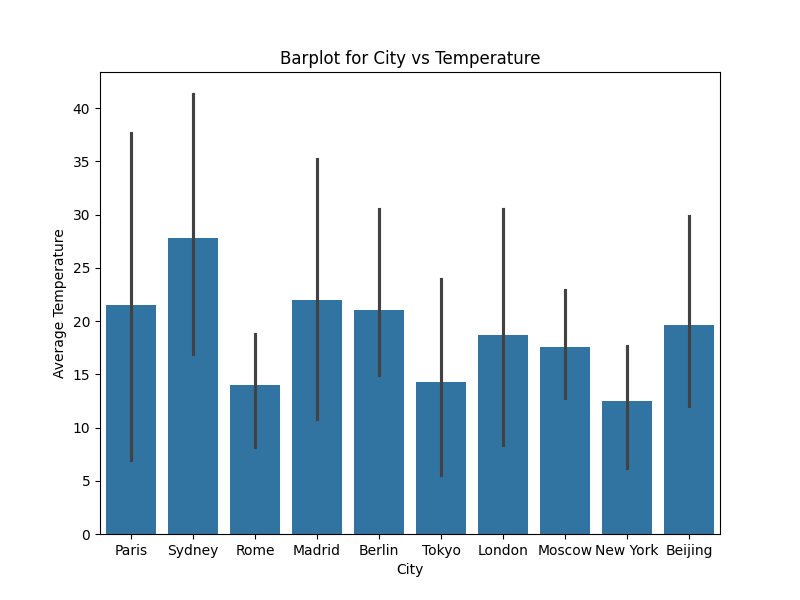 Barplot for City vs Temperature
Average Temperature
40
35
30
25
20
15
10
5
0
Paris Sydney Rome Madrid Berlin Tokyo London Moscow New York Beijing
City